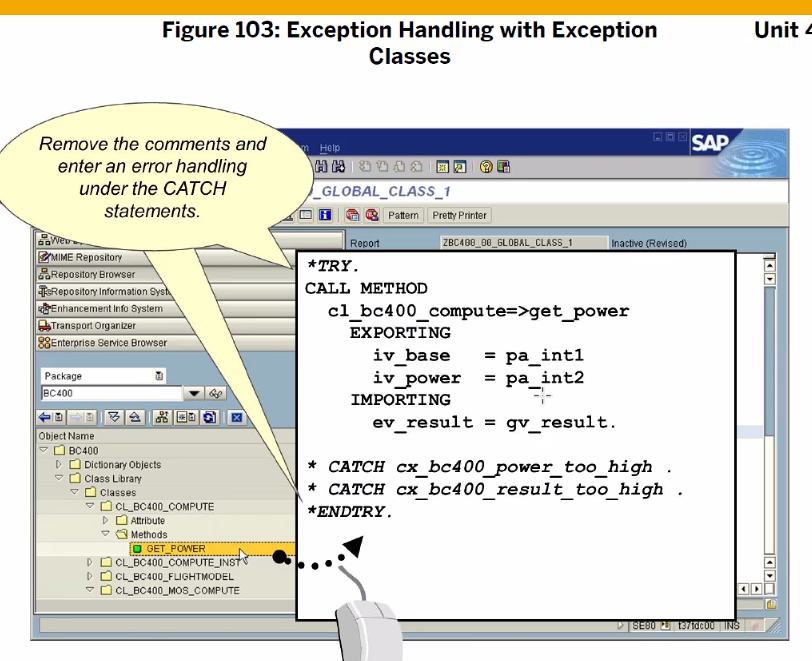 Figure 103: Exception Handling with Exception
Classes
Unit 4
Remove the comments and
enter an error handling
under the CATCH
statements.
Help
SAP
_GLOBAL_CLASS_1
Pattern
Pretty Printer
Report
ZBC400_00_GLOBAL_CLASS_1
Inactive (Revised)
MIME Repository
Repository Browser
Repository Information
Enhancement Info System
Transport Organizer
Enterprise Service Browser
Package
BC400
Object Name
BC400
Dictionary Objects
Class Library
Classes
CL_BC400_COMPUTE
Attribute
Methods
GET_POWER
CL_BC400_COMPUTE_INST
CL_BC400_FLIGHTMODEL
CL_BC400_MOS_COMPUTE
*TRY.
CALL METHOD
cl_bc400_compute=>get_power
EXPORTING
iv_base = pa_int1
iv_power = pa_int2
IMPORTING
ev_result = gv_result.
* CATCH cx_bc400_power_too_high .
* CATCH cx_bc400_result_too_high .
*ENDTRY.
SE80
t37tdc00
INS